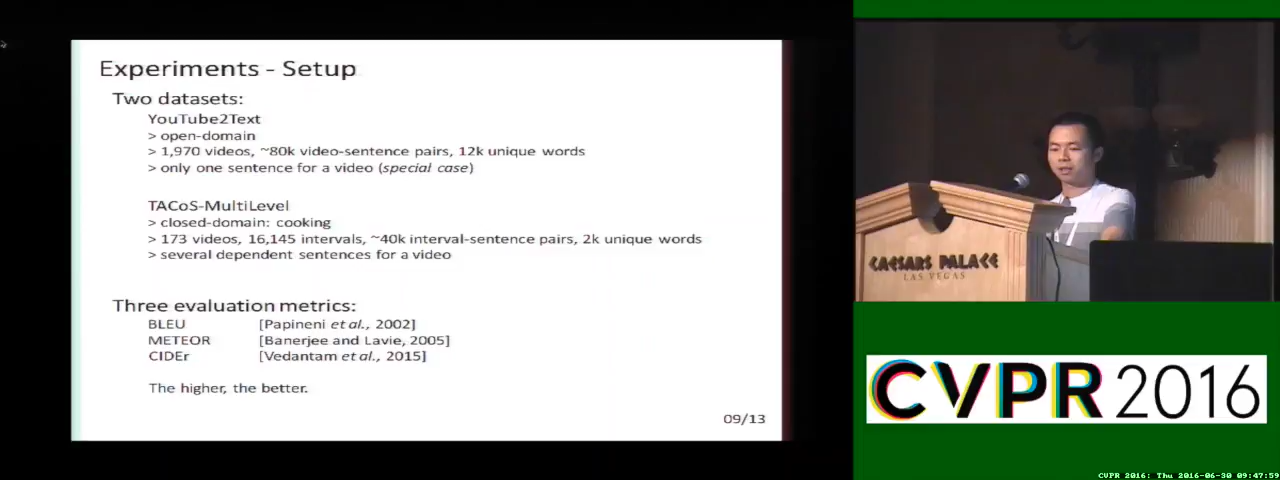 Experiments - Setup
Two datasets:
YouTube2Text
> open-domain
> 1,970 videos, ~80k video-sentence pairs, 12k unique words
> only one sentence for a video (special case)
TACoS-MultiLevel
> closed-domain: cooking
> 173 videos, 16,145 intervals, ~40k interval-sentence pairs, 2k unique words
> several dependent sentences for a video
Three evaluation metrics:
BLEU [Papineni et al., 2002]
METEOR [Banerjee and Lavie, 2005]
CIDEr [Vedantam et al., 2015]
The higher, the better.
09/13
CAESARS PALACE
LAS VEGAS
CVPR 2016
CVPR 2016: Thu 2016-06-30 09:47:59